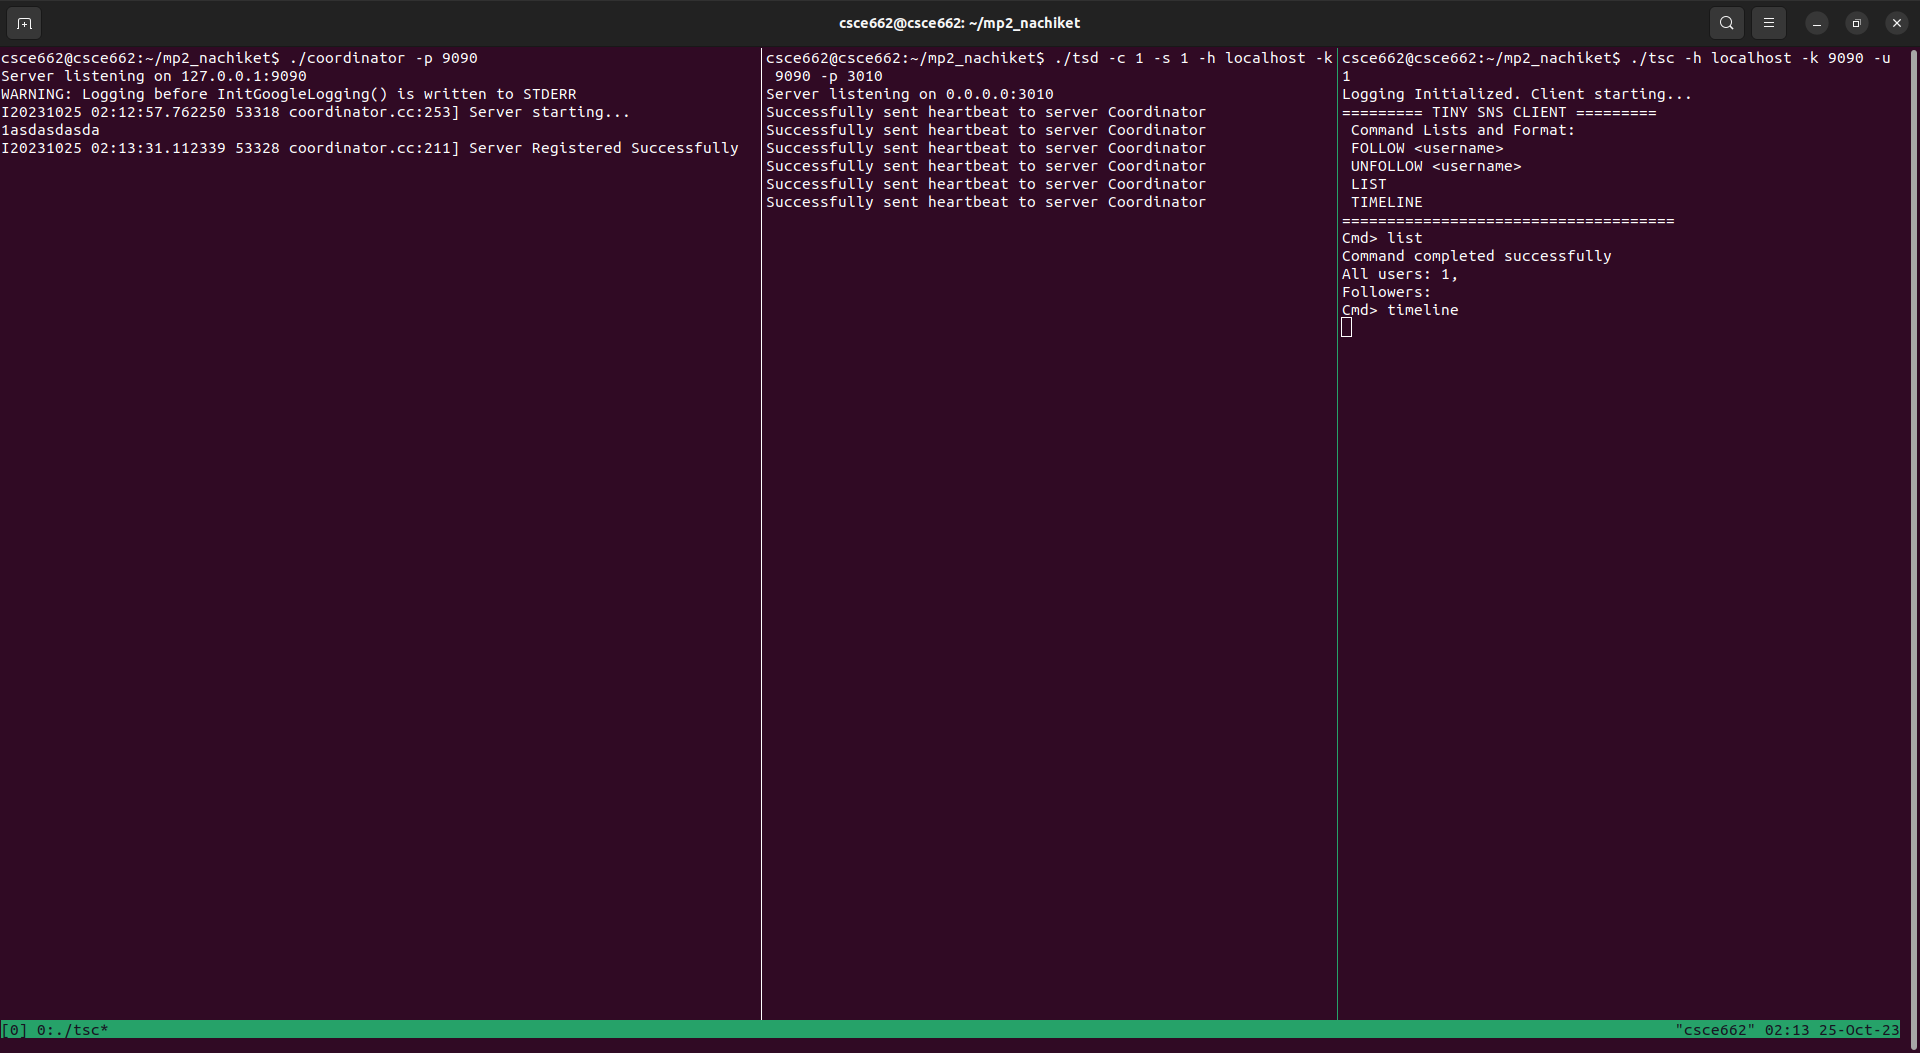 csce662@csce662: ~/mp2_nachiket
csce662@csce662:~/mp2_nachiket$ ./coordinator -p 9090
Server listening on 127.0.0.1:9090
WARNING: Logging before InitGoogleLogging() is written to STDERR
I20231025 02:12:57.762250 53318 coordinator.cc:253] Server starting...
1asdasdasda
I20231025 02:13:31.112339 53328 coordinator.cc:211] Server Registered Successfully
csce662@csce662:~/mp2_nachiket$ ./tsd -c 1 -s 1 -h localhost -k
 9090 -p 3010
Server listening on 0.0.0.0:3010
Successfully sent heartbeat to server Coordinator
Successfully sent heartbeat to server Coordinator
Successfully sent heartbeat to server Coordinator
Successfully sent heartbeat to server Coordinator
Successfully sent heartbeat to server Coordinator
Successfully sent heartbeat to server Coordinator
csce662@csce662:~/mp2_nachiket$ ./tsc -h localhost -k 9090 -u
1
Logging Initialized. Client starting...
========= TINY SNS CLIENT =========
 Command Lists and Format:
 FOLLOW <username>
 UNFOLLOW <username>
 LIST
 TIMELINE
=====================================
Cmd> list
Command completed successfully
All users: 1,
Followers:
Cmd> timeline
[0] 0:./tsc*
"csce662" 02:13 25-Oct-23